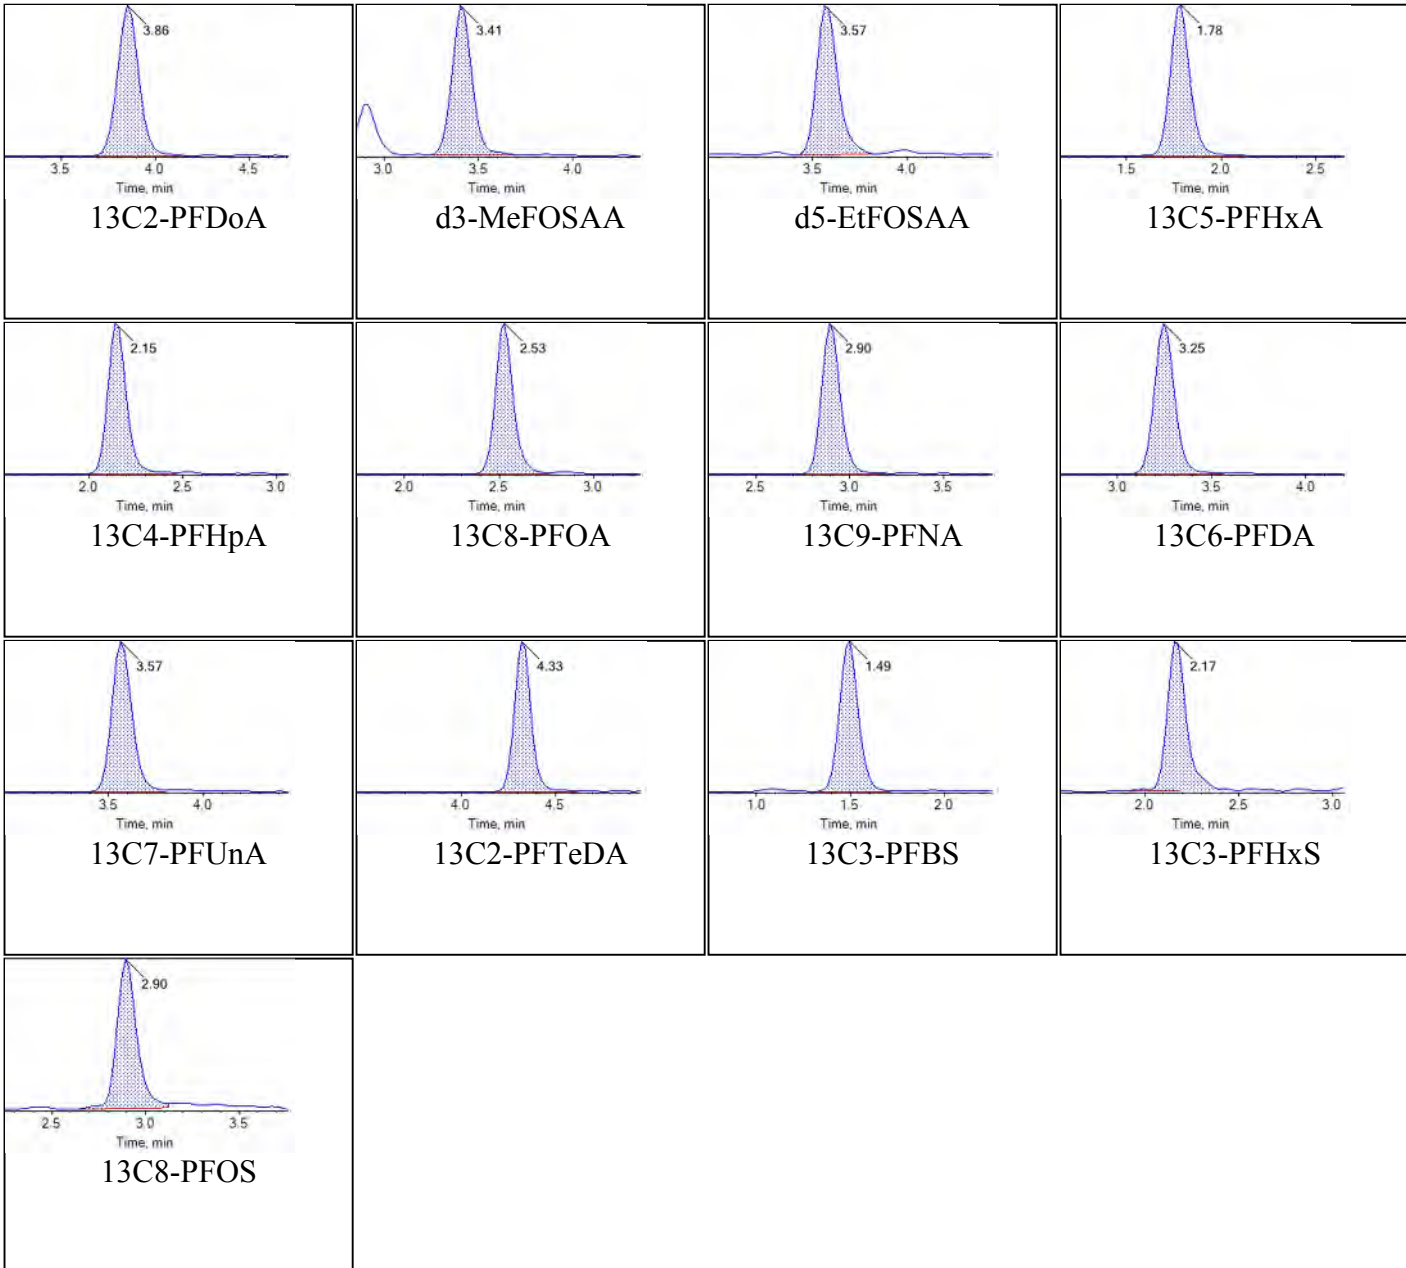 3.86
3.5 4.0 4.5
Time, min
13C2-PFDoA
3.41
3.0 3.5 4.0
Time, min
d3-MeFOSAA
3.57
3.5 4.0
Time, min
d5-EtFOSAA
1.78
1.5 2.0 2.5
Time, min
13C5-PFHxA
2.15
2.0 2.5 3.0
Time, min
13C4-PFHpA
2.53
2.0 2.5 3.0
Time, min
13C8-PFOA
2.90
2.5 3.0 3.5
Time, min
13C9-PFNA
3.25
3.0 3.5 4.0
Time, min
13C6-PFDA
3.57
3.5 4.0
Time, min
13C7-PFUnA
4.33
4.0 4.5
Time, min
13C2-PFTeDA
1.49
1.0 1.5 2.0
Time, min
13C3-PFBS
2.17
2.0 2.5 3.0
Time, min
13C3-PFHxS
2.90
2.5 3.0 3.5
Time, min
13C8-PFOS